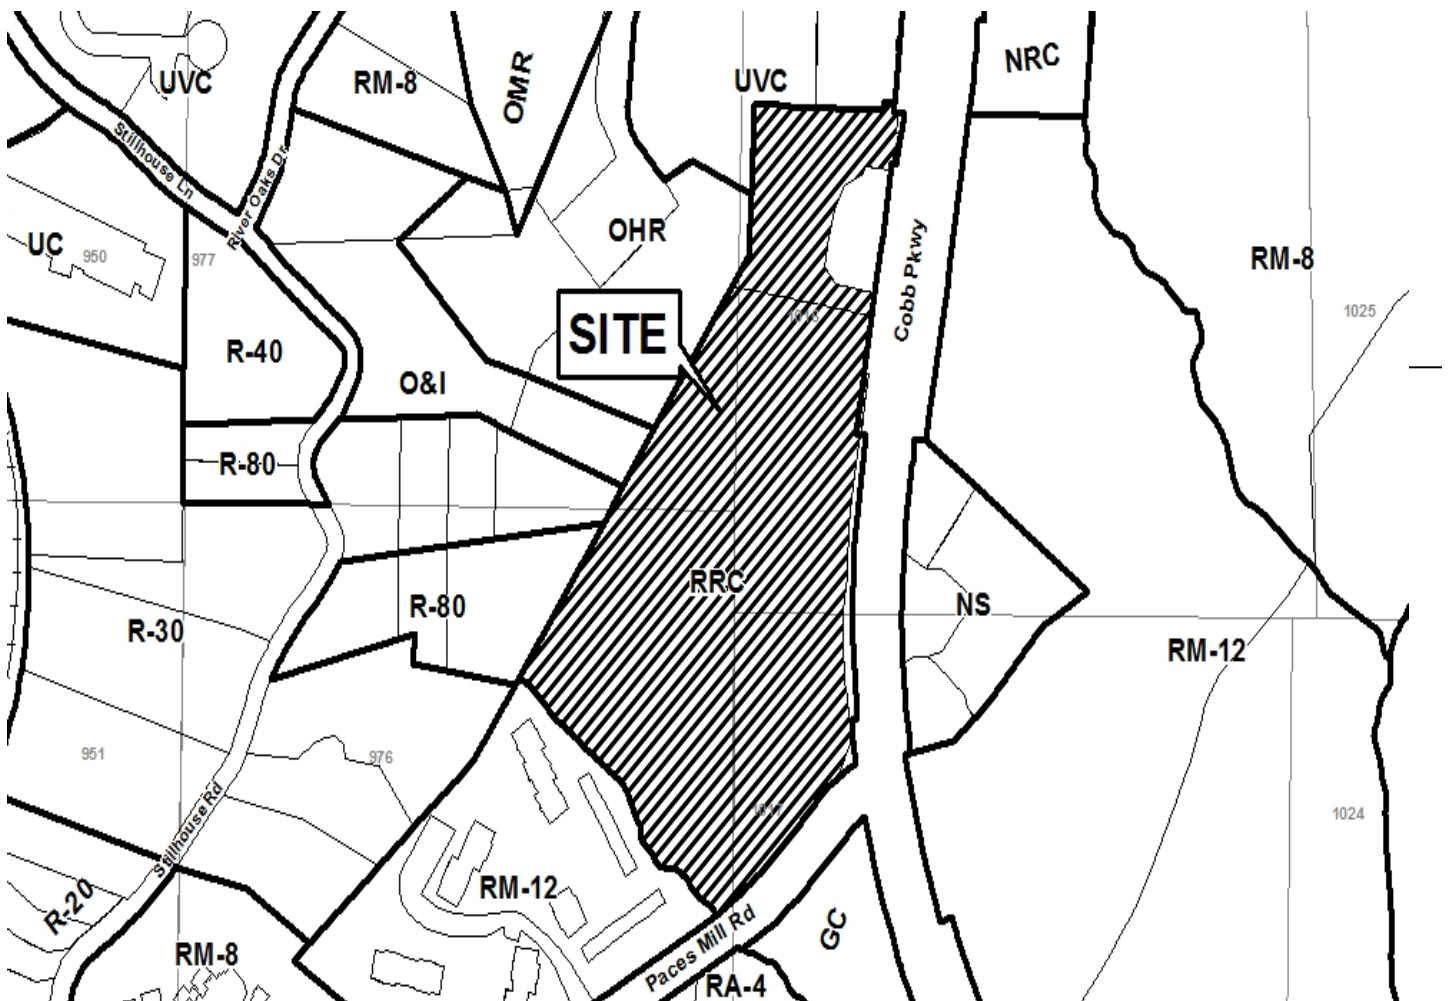 NRC
OMR
UVC
RM-8
UVC
Stillhouse Ln
River Oaks Dr
OHR
UC
950
977
RM-8
Cobb Pkwy
1025
SITE
R-40
O&I
R-80
RRC
R-80
NS
R-30
RM-12
951
976
1017
1024
Stillhouse Rd
RM-12
R-20
GC
Paces Mill Rd
RM-8
RA-4